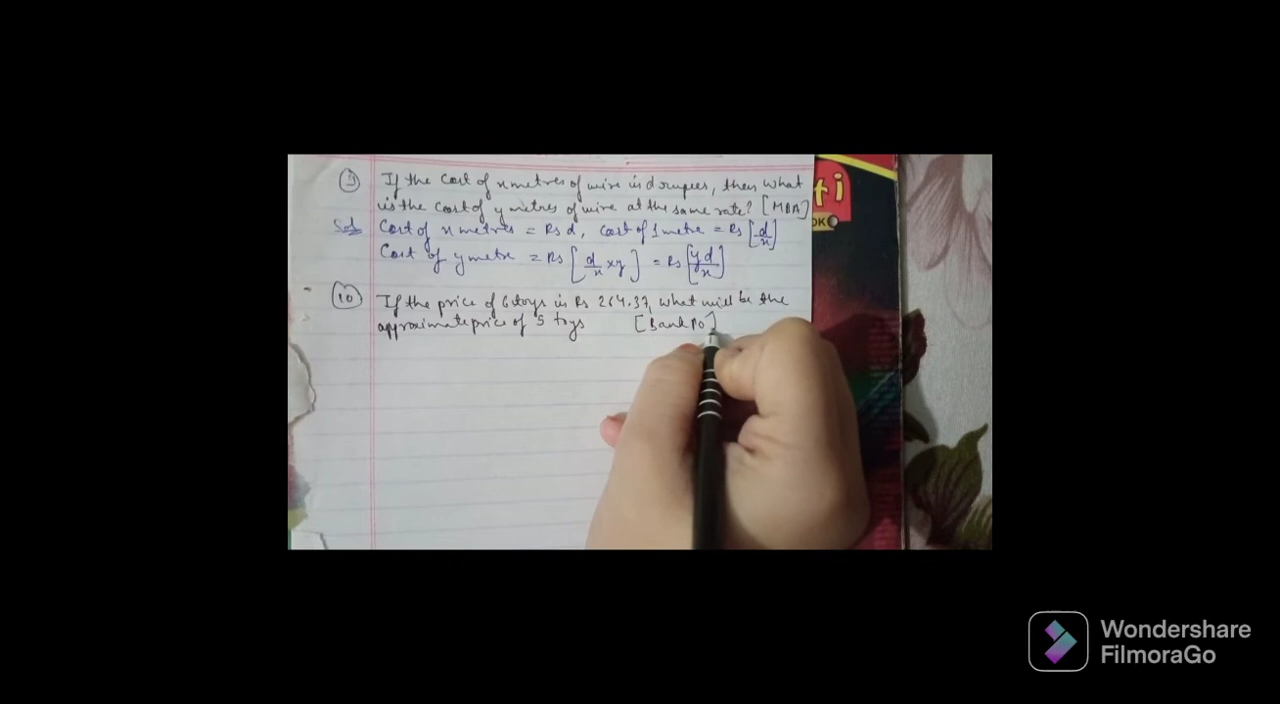 9 If the cost of x metres of wire is d rupees, then what
is the cost of y metres of wire at the same rate? [MBA]
Sol Cost of x metres = Rs d, cost of 1 metre = Rs [d/x]
Cost of y metre = Rs [d/x × y] = Rs [yd/x]
10 If the price of 6 toys is Rs 264.37, what will be the
approximate price of 5 toys [Bank PO]
ti
OK
Wondershare
FilmoraGo